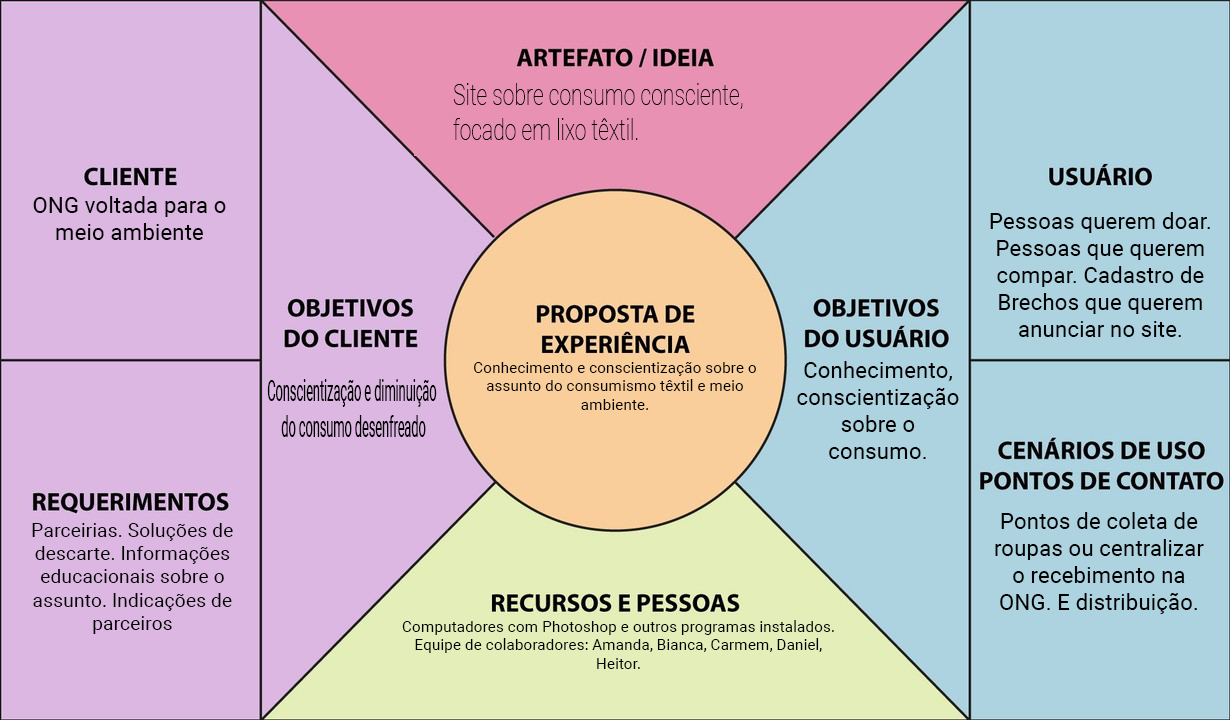 ARTEFATO / IDEIA
Site sobre consumo consciente,
focado em lixo têxtil.
CLIENTE
ONG voltada para o
meio ambiente
REQUERIMENTOS
Parceirias. Soluções de
descarte. Informações
educacionais sobre o
assunto. Indicações de
parceiros
OBJETIVOS
DO CLIENTE
Conscientização e diminuição
do consumo desenfreado
PROPOSTA DE
EXPERIÊNCIA
Conhecimento e conscientização sobre o
assunto do consumismo têxtil e meio
ambiente.
OBJETIVOS
DO USUÁRIO
Conhecimento,
conscientização
sobre o
consumo.
USUÁRIO
Pessoas querem doar.
Pessoas que querem
compar. Cadastro de
Brechos que querem
anunciar no site.
CENÁRIOS DE USO
PONTOS DE CONTATO
Pontos de coleta de
roupas ou centralizar
o recebimento na
ONG. E distribuição.
RECURSOS E PESSOAS
Computadores com Photoshop e outros programas instalados.
Equipe de colaboradores: Amanda, Bianca, Carmem, Daniel,
Heitor.